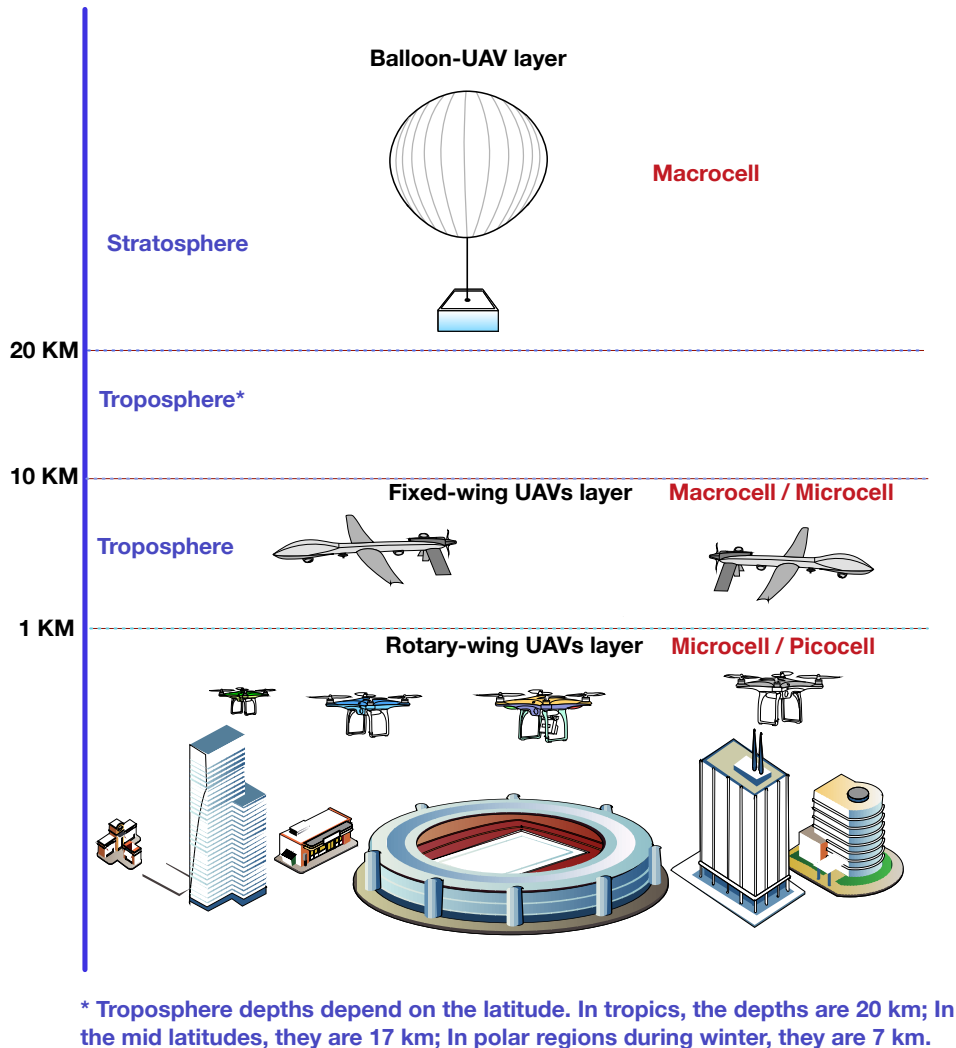 Balloon-UAV layer
Macrocell
Stratosphere
20 KM
Troposphere*
10 KM
Fixed-wing UAVs layer
Macrocell / Microcell
Troposphere
1 KM
Rotary-wing UAVs layer
Microcell / Picocell
* Troposphere depths depend on the latitude. In tropics, the depths are 20 km; In
the mid latitudes, they are 17 km; In polar regions during winter, they are 7 km.